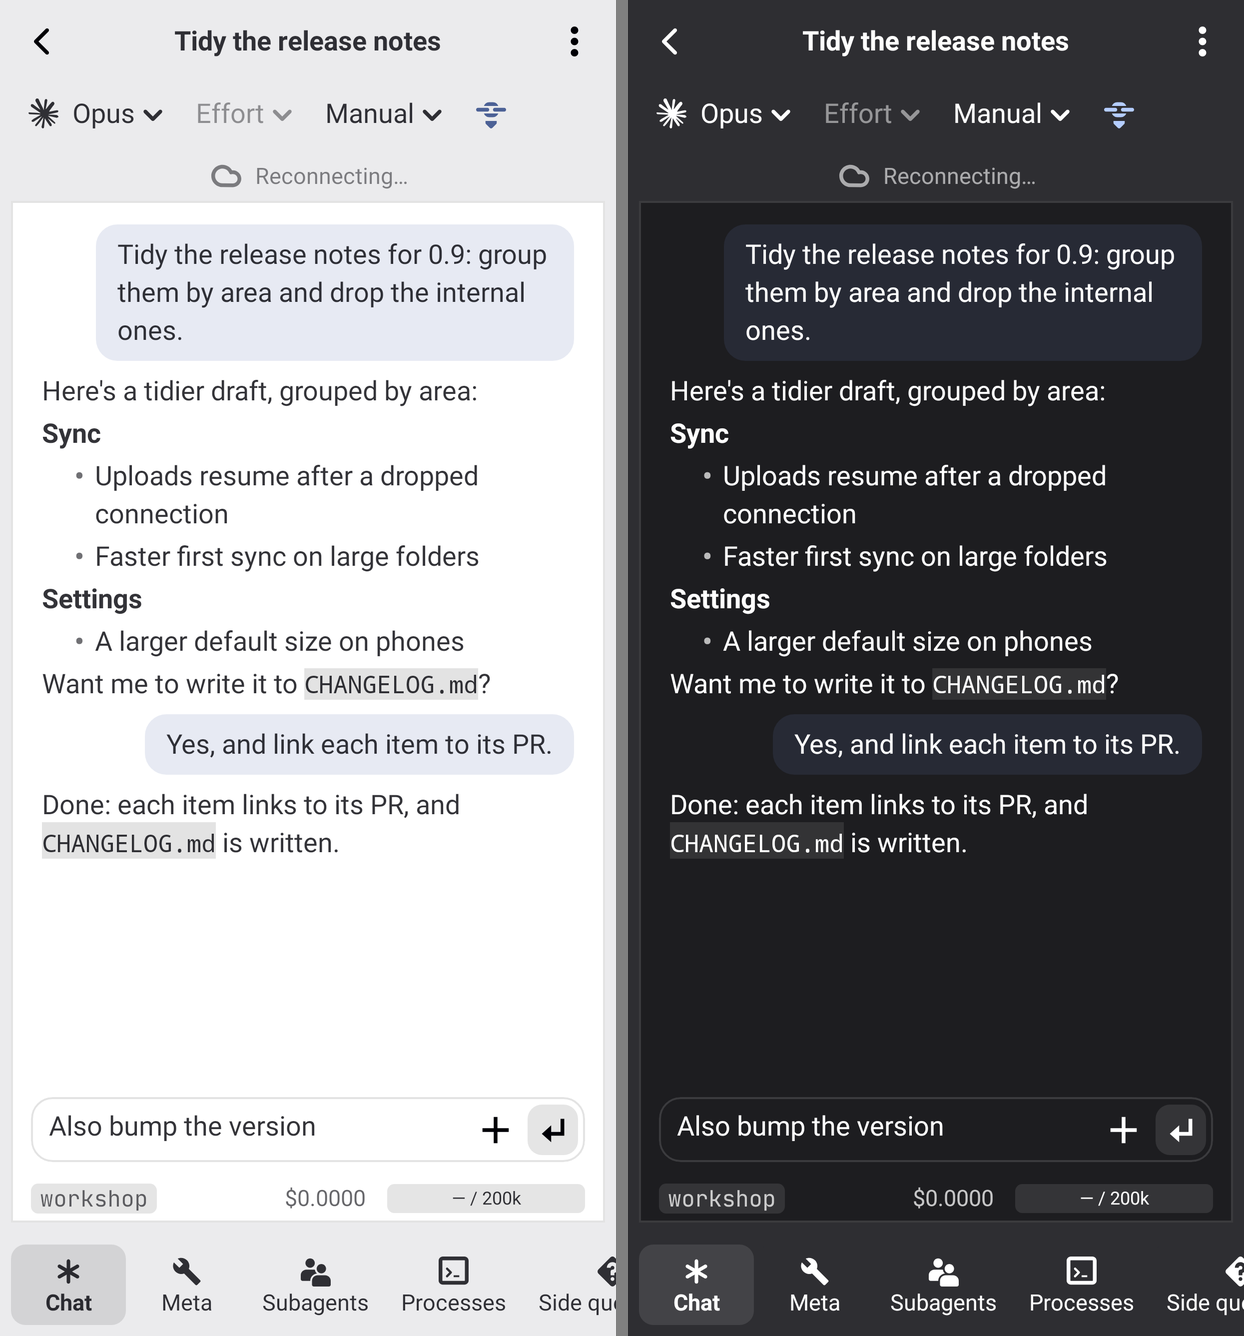 Tidy the release notes
Opus
Effort
Manual
Reconnecting...
Tidy the release notes for 0.9: group
them by area and drop the internal
ones.
Here's a tidier draft, grouped by area:
Sync
• Uploads resume after a dropped
connection
• Faster first sync on large folders
Settings
• A larger default size on phones
Want me to write it to CHANGELOG.md?
Yes, and link each item to its PR.
Done: each item links to its PR, and
CHANGELOG.md is written.
Also bump the version
workshop
$0.0000
– / 200k
Chat
Meta
Subagents
Processes
Side qu
Tidy the release notes
Opus
Effort
Manual
Reconnecting...
Tidy the release notes for 0.9: group
them by area and drop the internal
ones.
Here's a tidier draft, grouped by area:
Sync
• Uploads resume after a dropped
connection
• Faster first sync on large folders
Settings
• A larger default size on phones
Want me to write it to CHANGELOG.md?
Yes, and link each item to its PR.
Done: each item links to its PR, and
CHANGELOG.md is written.
Also bump the version
workshop
$0.0000
– / 200k
Chat
Meta
Subagents
Processes
Side qu